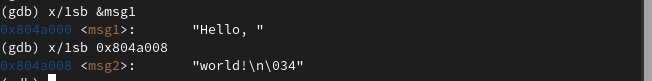 (gdb) x/1sb &msg1
0x804a000 <msg1>: "Hello, "
(gdb) x/1sb 0x804a008
0x804a008 <msg2>: "world!\n\034"
(gdb)